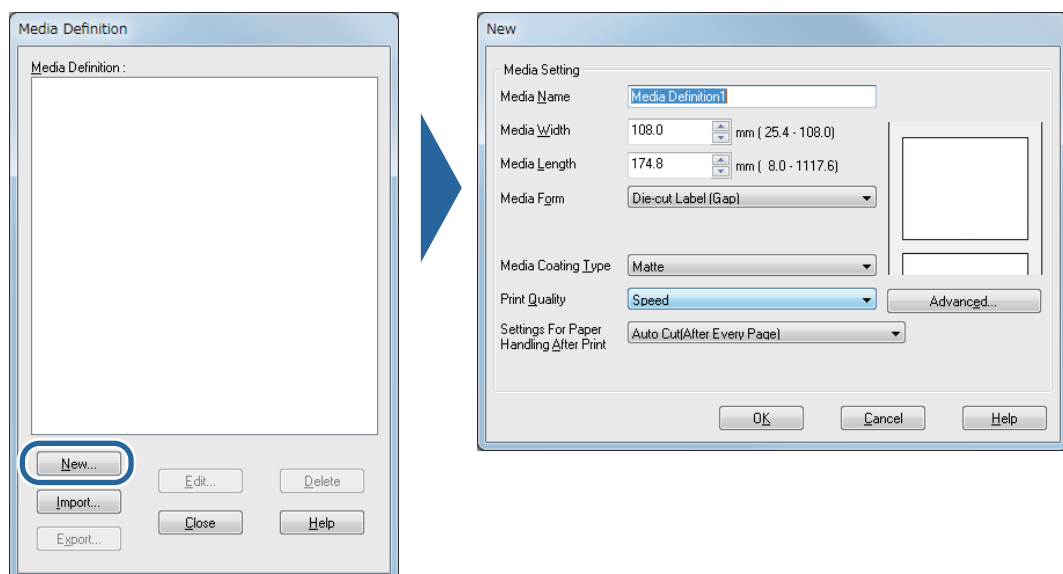 Media Definition
Media Definition :
New...
Edit...
Delete
Import...
Close
Help
Export...
New
Media Setting
Media Name Media Definition1
Media Width 108.0 mm ( 25.4 - 108.0)
Media Length 174.8 mm ( 8.0 - 1117.6)
Media Form Die-cut Label (Gap)
Media Coating Type Matte
Print Quality Speed Advanced...
Settings For Paper
Handling After Print Auto Cut(After Every Page)
OK Cancel Help